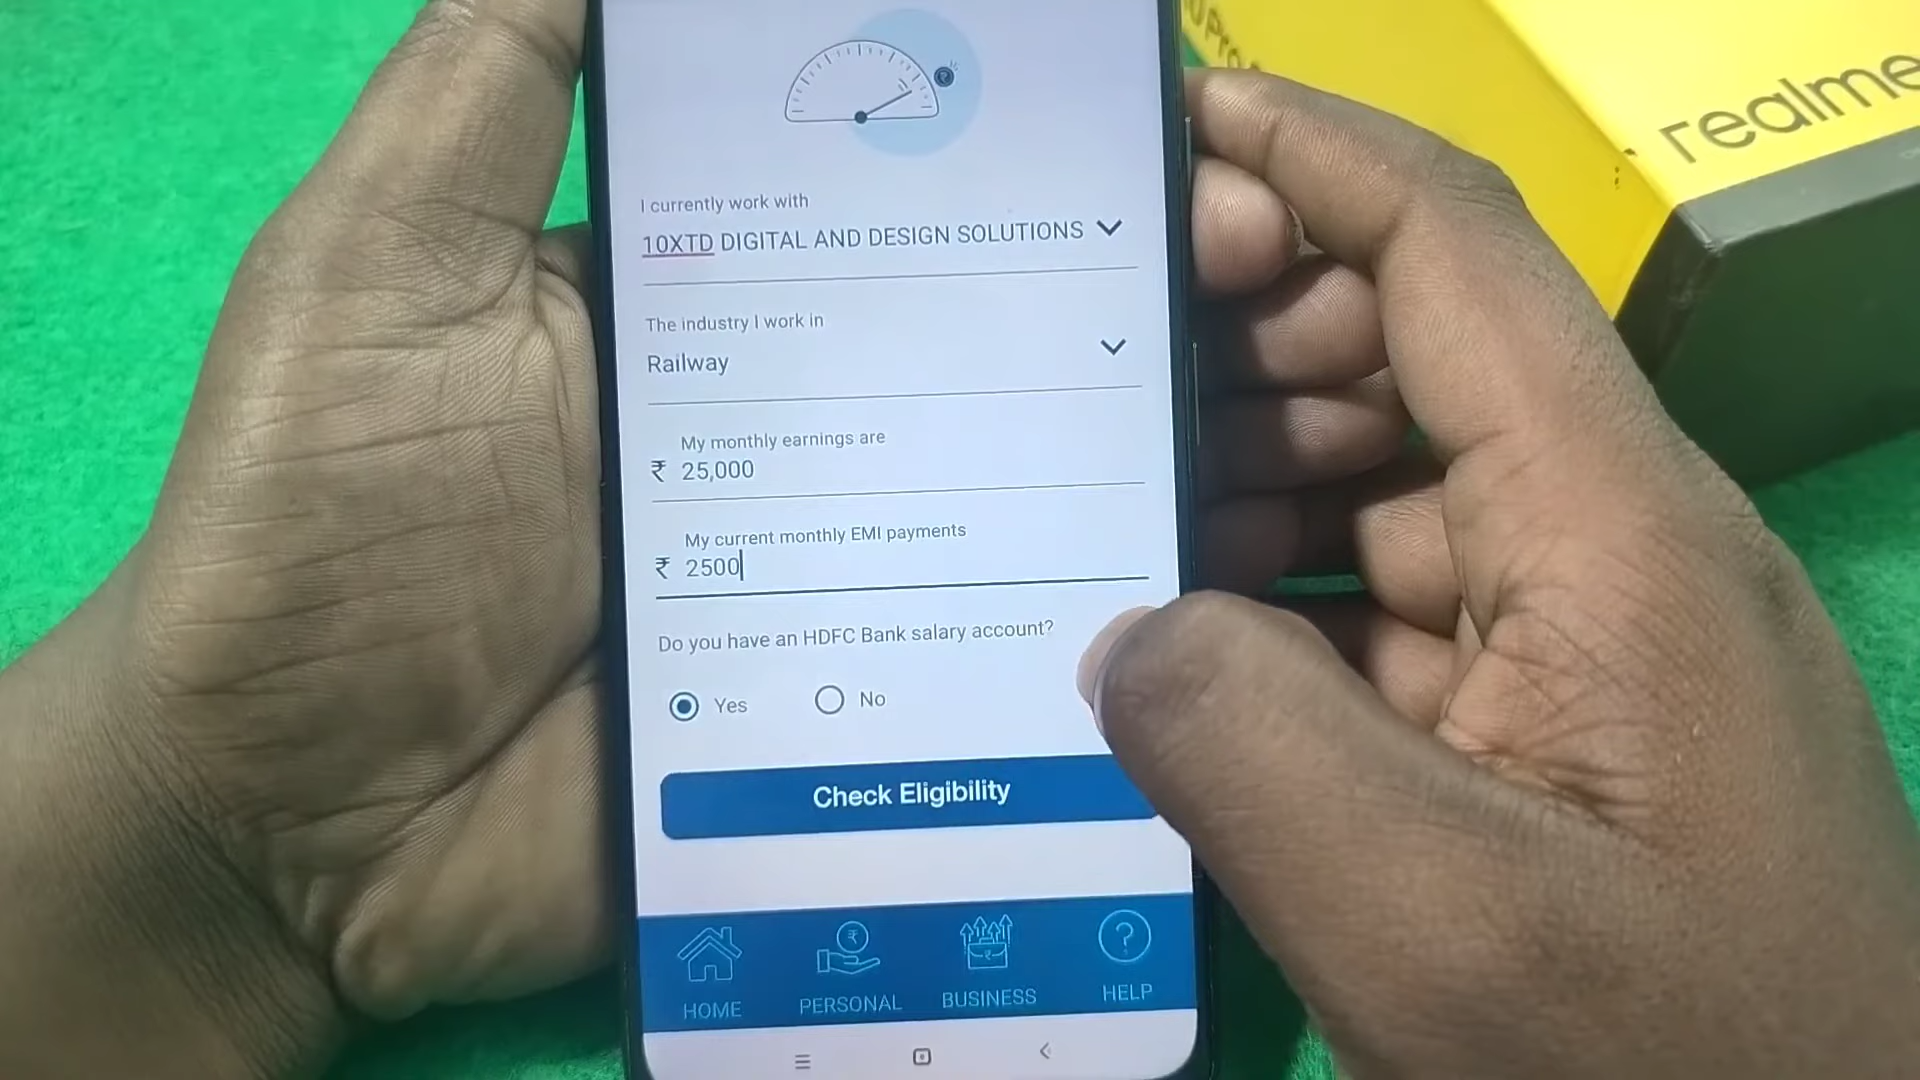 realme
I currently work with
10XTD DIGITAL AND DESIGN SOLUTIONS
The industry I work in
Railway
My monthly earnings are
₹ 25,000
My current monthly EMI payments
₹ 2500
Do you have an HDFC Bank salary account?
Yes No
Check Eligibility
HOME PERSONAL BUSINESS HELP